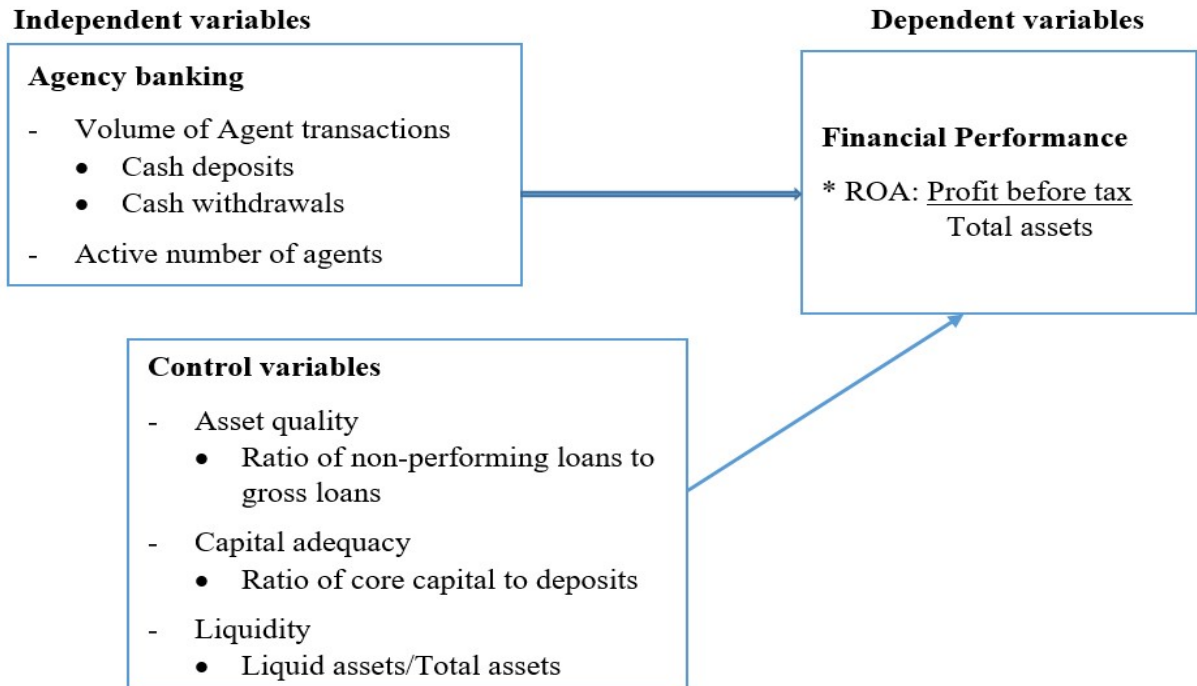 Independent variables
Agency banking
- Volume of Agent transactions
• Cash deposits
• Cash withdrawals
- Active number of agents
Dependent variables
Financial Performance
* ROA: Profit before tax
Total assets
Control variables
- Asset quality
• Ratio of non-performing loans to
gross loans
- Capital adequacy
• Ratio of core capital to deposits
- Liquidity
• Liquid assets/Total assets